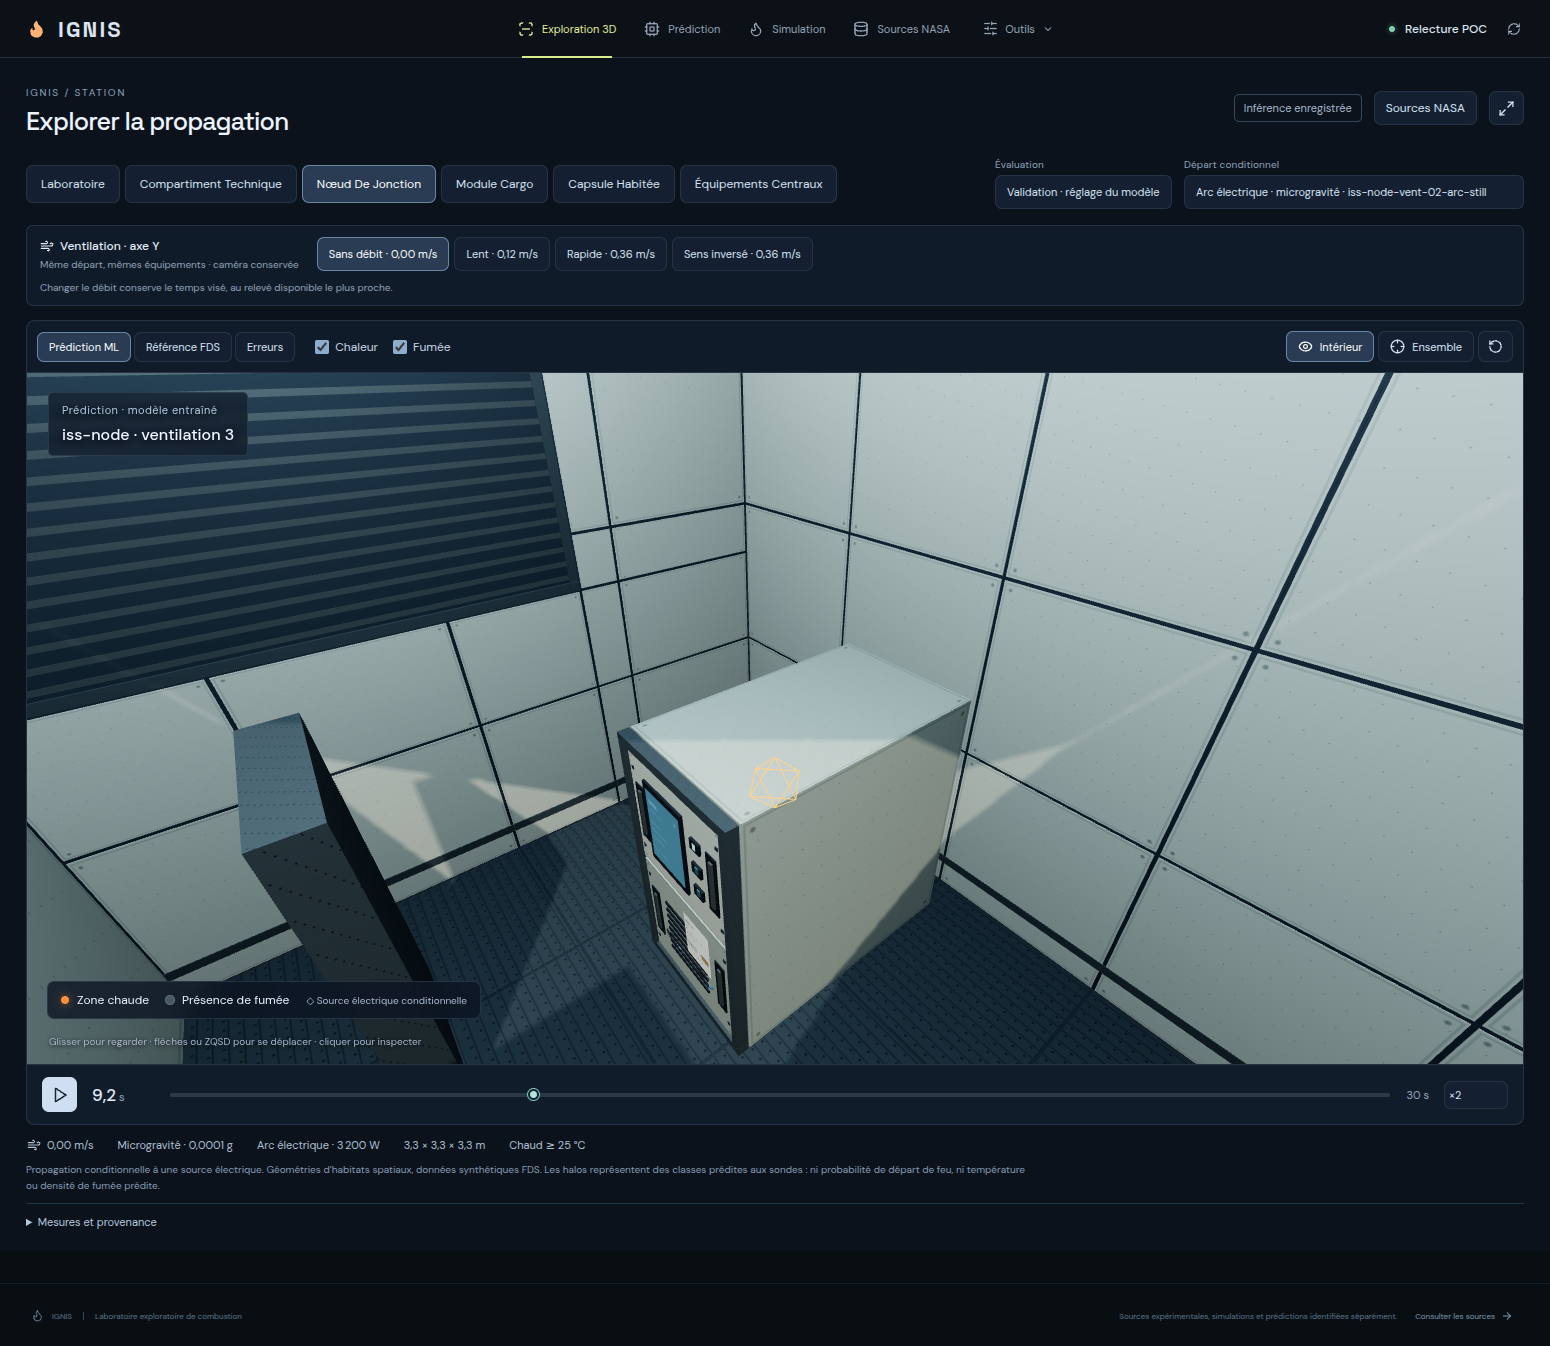 IGNIS
Exploration 3D
Prédiction
Simulation
Sources NASA
Outils
Relecture POC
IGNIS / STATION
Explorer la propagation
Inférence enregistrée
Sources NASA
Laboratoire
Compartiment Technique
Nœud De Jonction
Module Cargo
Capsule Habitée
Équipements Centraux
Évaluation
Validation · réglage du modèle
Départ conditionnel
Arc électrique · microgravité · iss-node-vent-02-arc-still
Ventilation · axe Y
Même départ, mêmes équipements · caméra conservée
Sans débit · 0,00 m/s
Lent · 0,12 m/s
Rapide · 0,36 m/s
Sens inversé · 0,36 m/s
Changer le débit conserve le temps visé, au relevé disponible le plus proche.
Prédiction ML
Référence FDS
Erreurs
Chaleur
Fumée
Intérieur
Ensemble
Prédiction · modèle entraîné
iss-node · ventilation 3
Zone chaude
Présence de fumée
◇ Source électrique conditionnelle
Glisser pour regarder · flèches ou ZQSD pour se déplacer · cliquer pour inspecter
9,2 s
30 s
×2
0,00 m/s
Microgravité · 0,0001 g
Arc électrique · 3 200 W
3,3 × 3,3 × 3,3 m
Chaud ≥ 25 °C
Propagation conditionnelle à une source électrique. Géométries d'habitats spatiaux, données synthétiques FDS. Les halos représentent des classes prédites aux sondes : ni probabilité de départ de feu, ni température
ou densité de fumée prédite.
▶ Mesures et provenance
IGNIS | Laboratoire exploratoire de combustion
Sources expérimentales, simulations et prédictions identifiées séparément.
Consulter les sources →